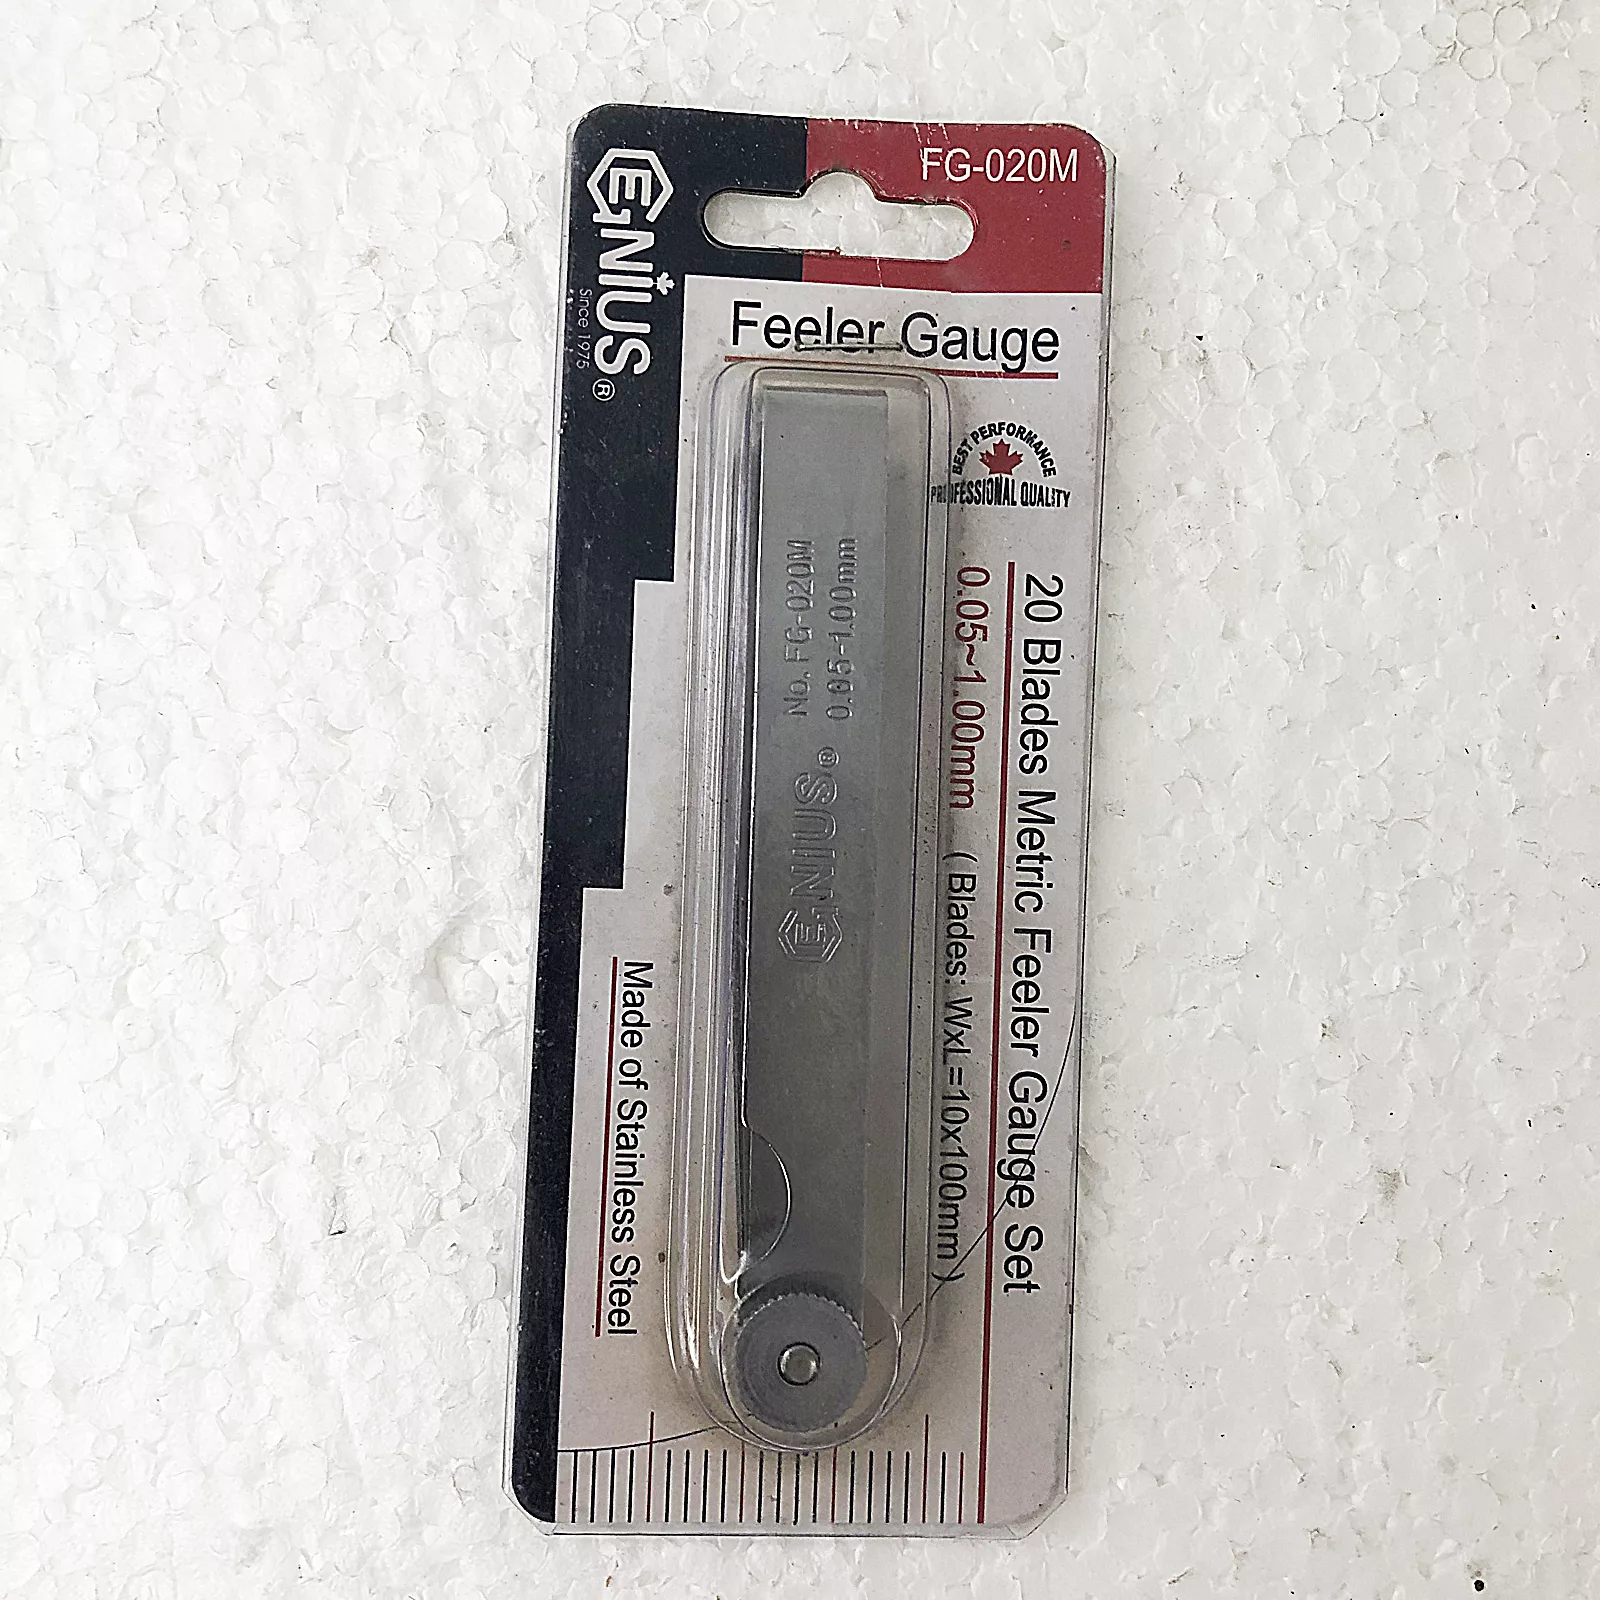 FG-020M
GENIUS®
Since 1975
Feeler Gauge
BEST PERFORMANCE
PROFESSIONAL QUALITY
20 Blades Metric Feeler Gauge Set
0.05~1.00mm ( Blades: WxL=10x100mm )
No. FG-020M
0.05-1.00mm
GENIUS®
Made of Stainless Steel